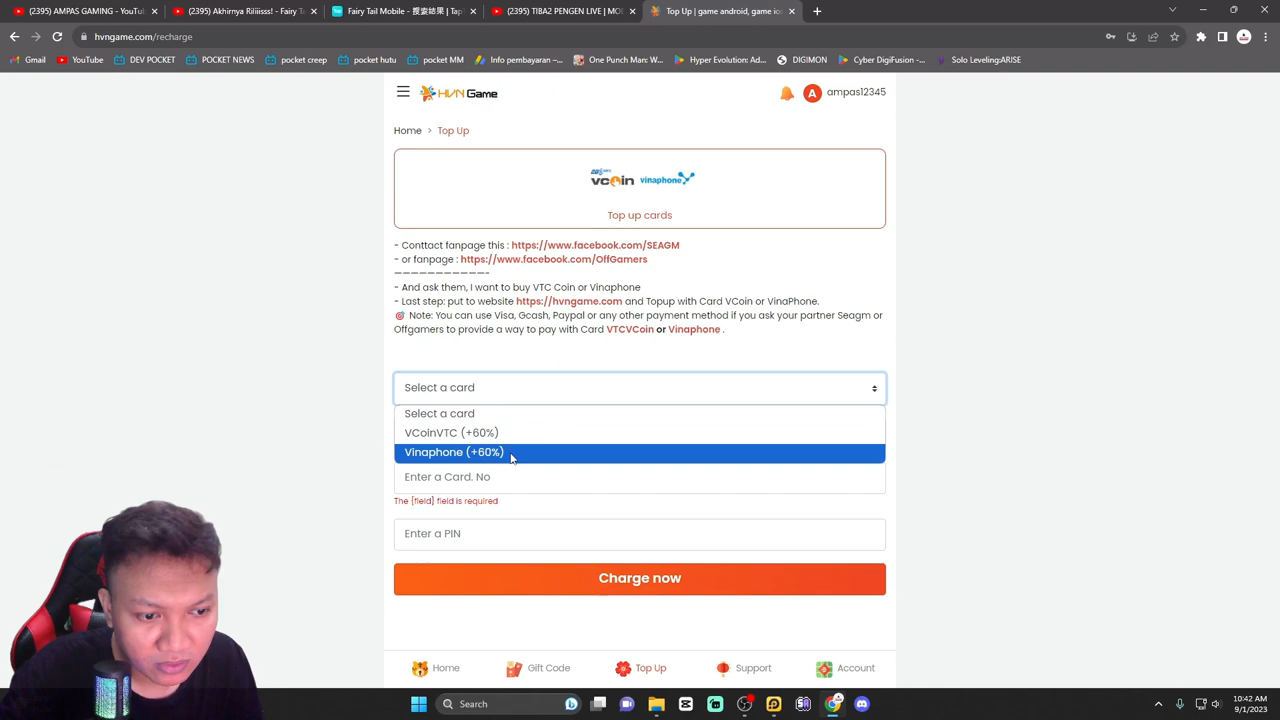 (2395) AMPAS GAMING - YouTub
(2395) Akhirnya Riiiiisss! - Fairy T
Fairy Tail Mobile - 搜索结果 | Tap
(2395) TIBA2 PENGEN LIVE | MO
Top Up | game android, game ios
hvngame.com/recharge
Gmail
YouTube
DEV POCKET
POCKET NEWS
pocket creep
pocket hutu
pocket MM
Info pembayaran –...
One Punch Man: W...
Hyper Evolution: Ad...
DIGIMON
Cyber DigiFusion –...
Solo Leveling:ARISE
HVN Game
A
ampas12345
Home > Top Up
vcoin vinaphone
Top up cards
- Conttact fanpage this : https://www.facebook.com/SEAGM
- or fanpage : https://www.facebook.com/OffGamers
———————————-
- And ask them, I want to buy VTC Coin or Vinaphone
- Last step: put to website https://hvngame.com and Topup with Card VCoin or VinaPhone.
🎯 Note: You can use Visa, Gcash, Paypal or any other payment method if you ask your partner Seagm or
Offgamers to provide a way to pay with Card VTCVCoin or Vinaphone .
Select a card
Select a card
VCoinVTC (+60%)
Vinaphone (+60%)
Enter a Card. No
The {field} field is required
Enter a PIN
Charge now
Home
Gift Code
Top Up
Support
Account
Search
10:42 AM
9/1/2023